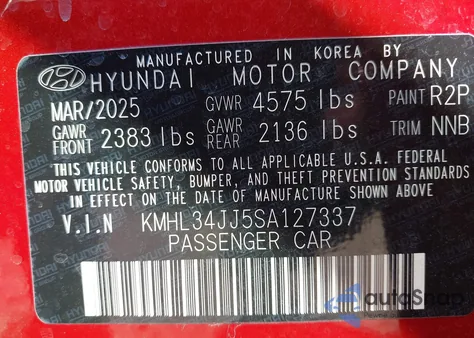 MANUFACTURED IN KOREA BY
HYUNDAI MOTOR COMPANY
MAR/2025 GVWR 4575 lbs PAINT R2P
GAWR FRONT 2383 lbs GAWR REAR 2136 lbs TRIM NNB
THIS VEHICLE CONFORMS TO ALL APPLICABLE U.S.A. FEDERAL
MOTOR VEHICLE SAFETY, BUMPER, AND THEFT PREVENTION STANDARDS
IN EFFECT ON THE DATE OF MANUFACTURE SHOWN ABOVE.
V.I.N KMHL34JJ5SA127337
PASSENGER CAR
autoSnap